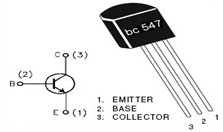 bc 547
C (3)
(2)
B
E (1)
1. EMITTER
2. BASE
3. COLLECTOR
3 2 1